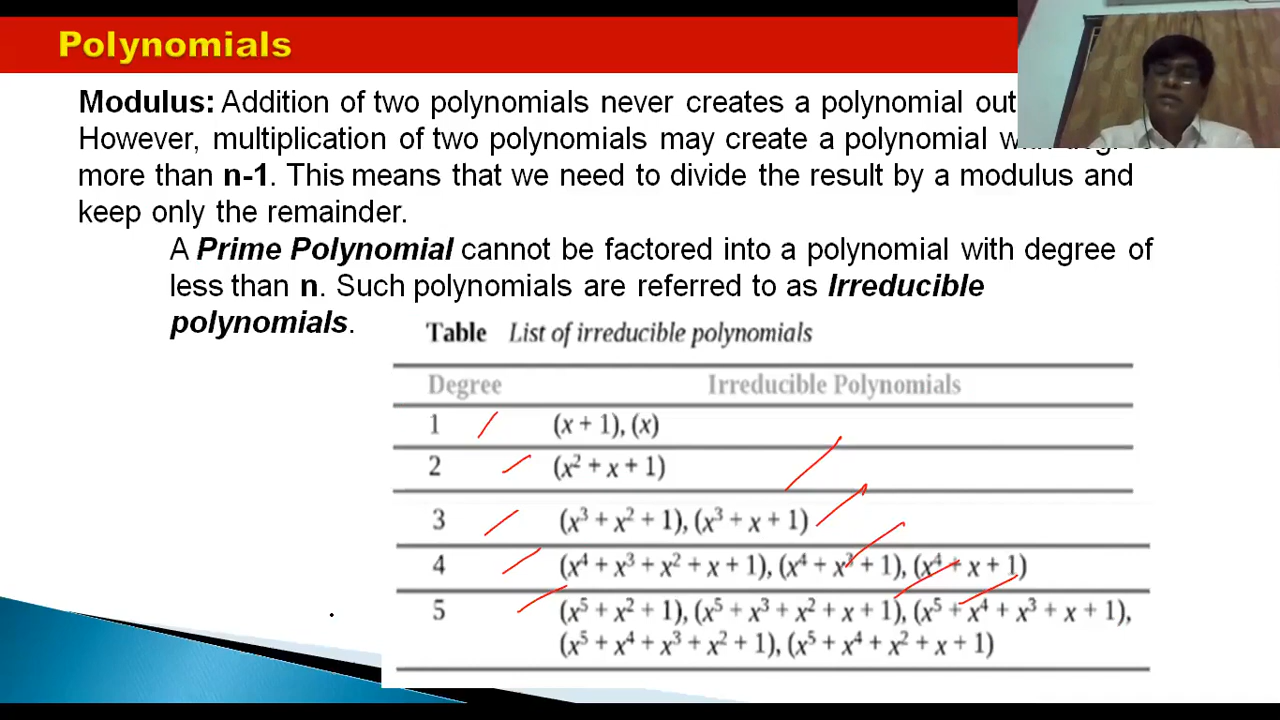 Polynomials
Modulus: Addition of two polynomials never creates a polynomial out
However, multiplication of two polynomials may create a polynomial with degree
more than n-1. This means that we need to divide the result by a modulus and
keep only the remainder.
A Prime Polynomial cannot be factored into a polynomial with degree of
less than n. Such polynomials are referred to as Irreducible
polynomials.
Table List of irreducible polynomials
Degree Irreducible Polynomials
1 (x + 1), (x)
2 (x² + x + 1)
3 (x³ + x² + 1), (x³ + x + 1)
4 (x⁴ + x³ + x² + x + 1), (x⁴ + x³ + 1), (x⁴ + x + 1)
5 (x⁵ + x² + 1), (x⁵ + x³ + x² + x + 1), (x⁵ + x⁴ + x³ + x + 1),
(x⁵ + x⁴ + x³ + x² + 1), (x⁵ + x⁴ + x² + x + 1)